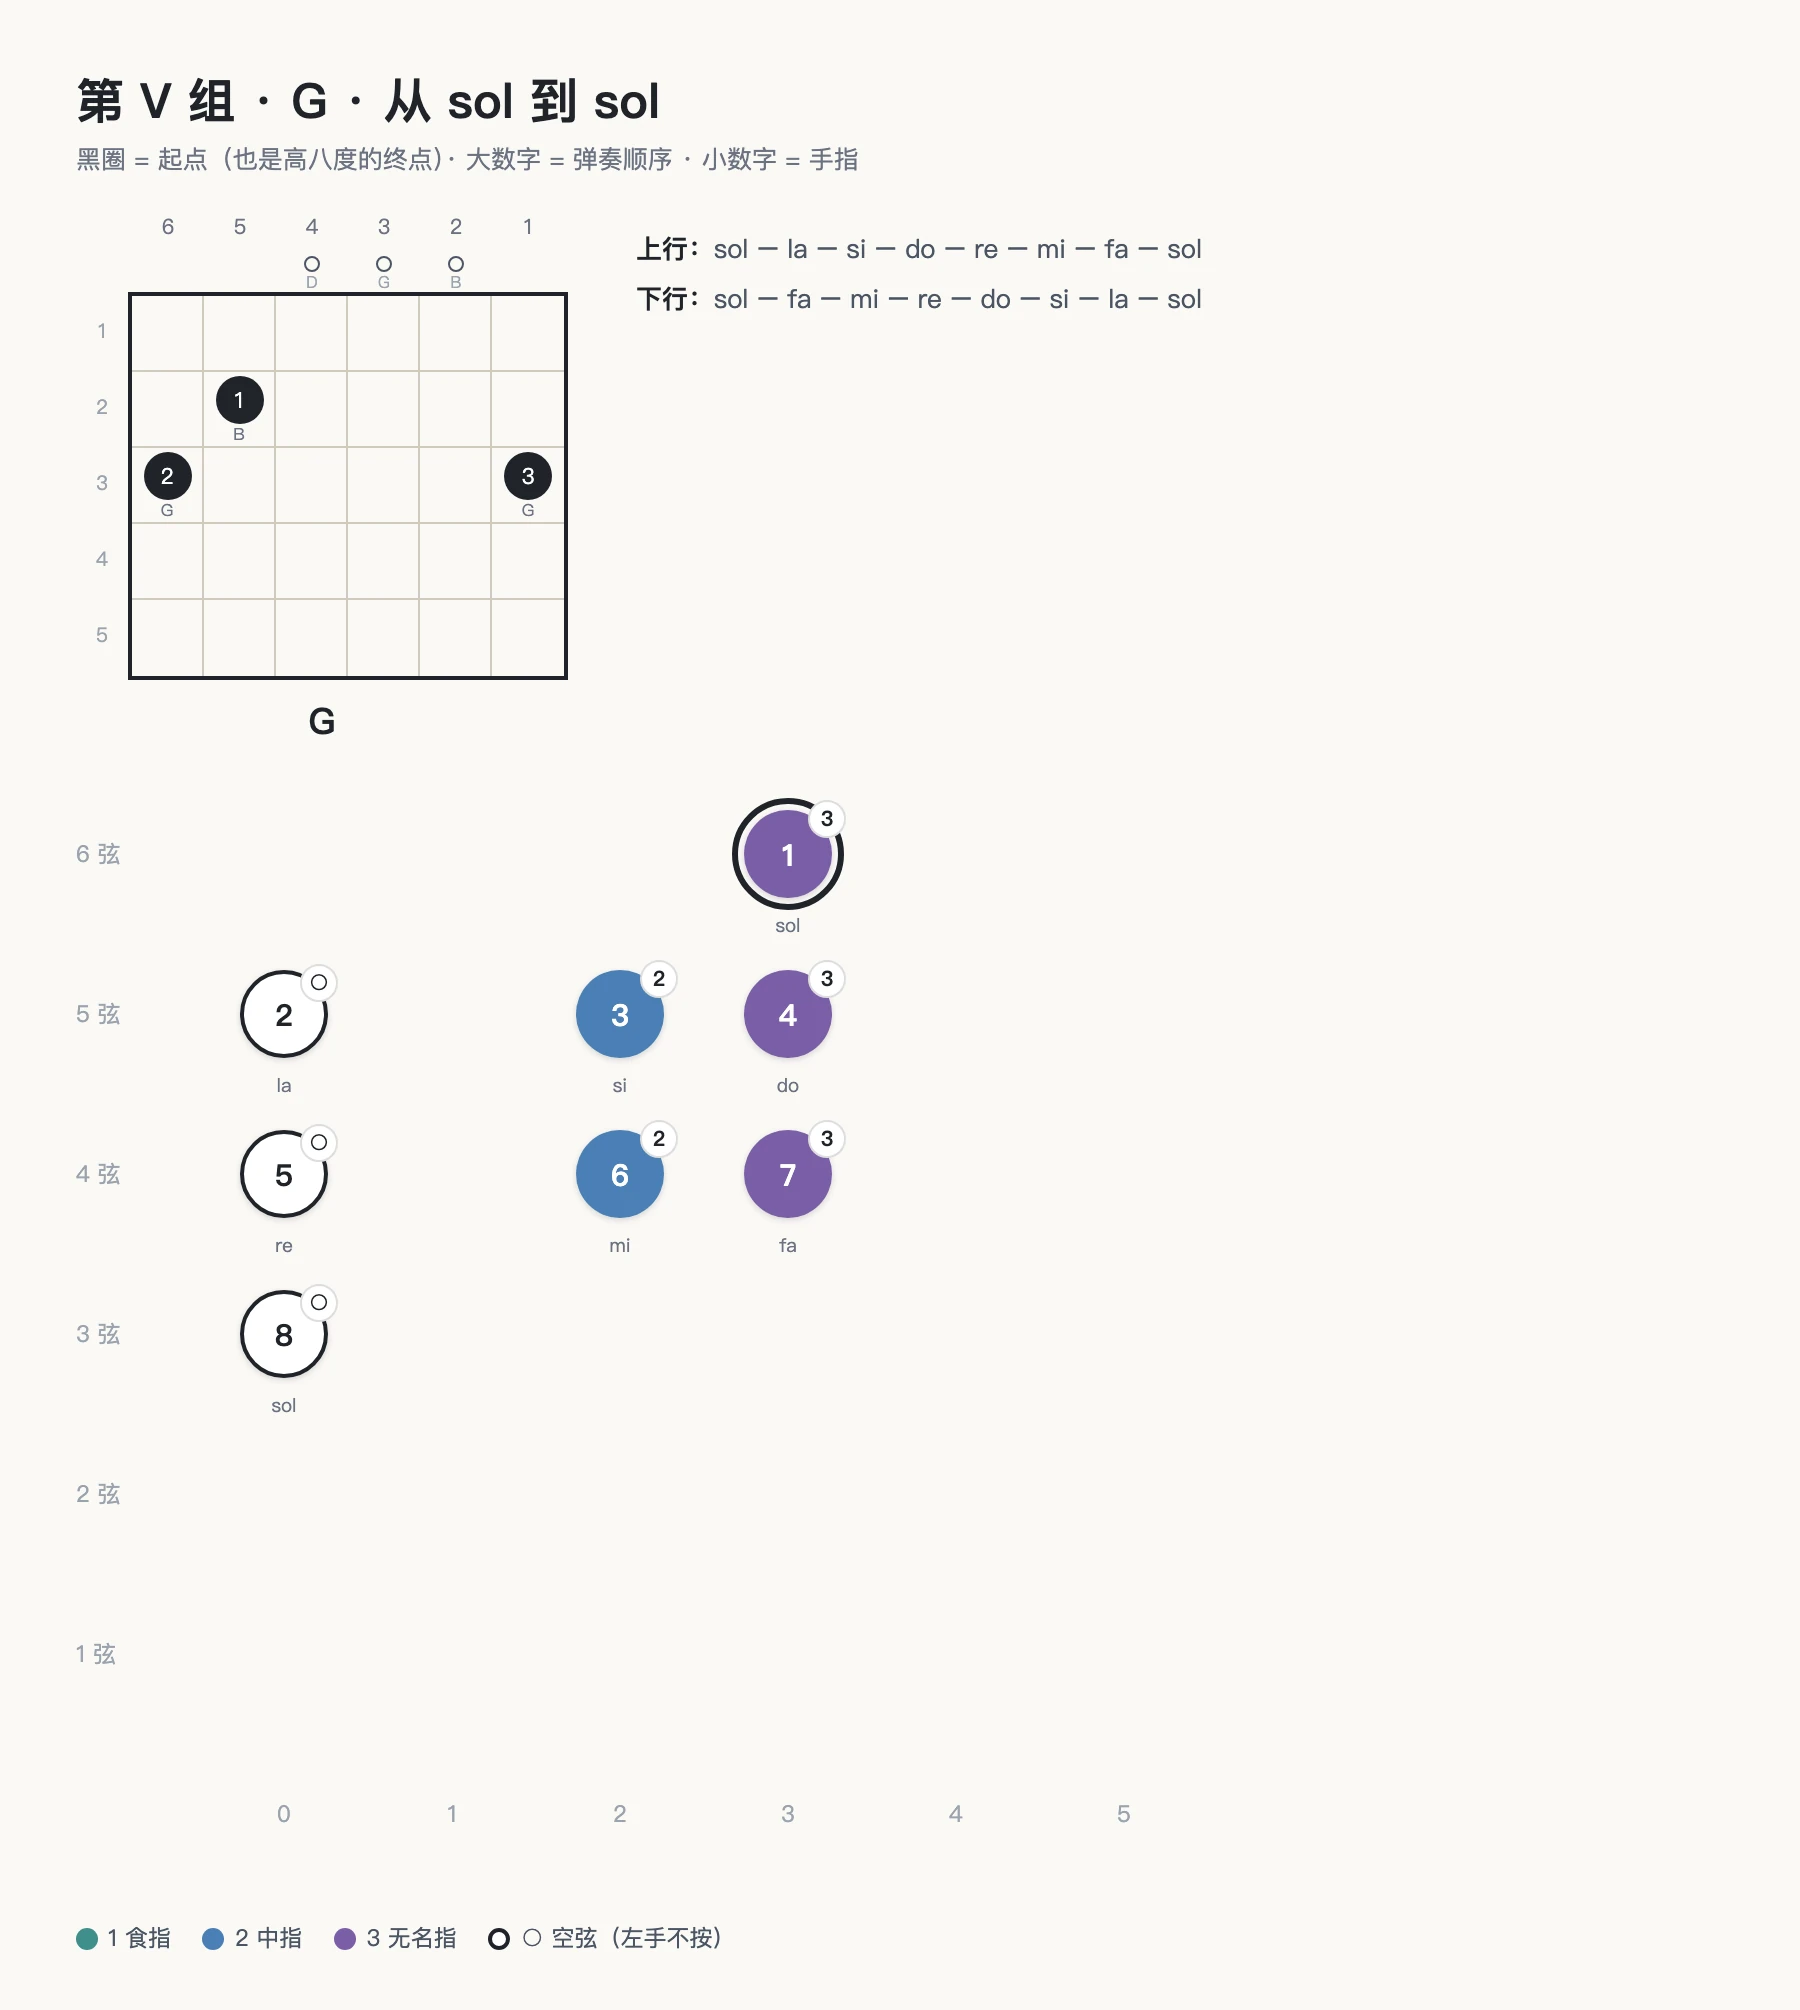 第 V 组 · G · 从 sol 到 sol
黑圈 = 起点（也是高八度的终点）· 大数字 = 弹奏顺序 · 小数字 = 手指
6 5 4 3 2 1
D G B
上行：sol — la — si — do — re — mi — fa — sol
下行：sol — fa — mi — re — do — si — la — sol
1
2 1
B
3 2 3
G G
4
5
G
6 弦 1 3
sol
5 弦 2 ○ 3 2 4 3
la si do
4 弦 5 ○ 6 2 7 3
re mi fa
3 弦 8 ○
sol
2 弦
1 弦
0 1 2 3 4 5
1 食指 2 中指 3 无名指 ○ 空弦（左手不按）